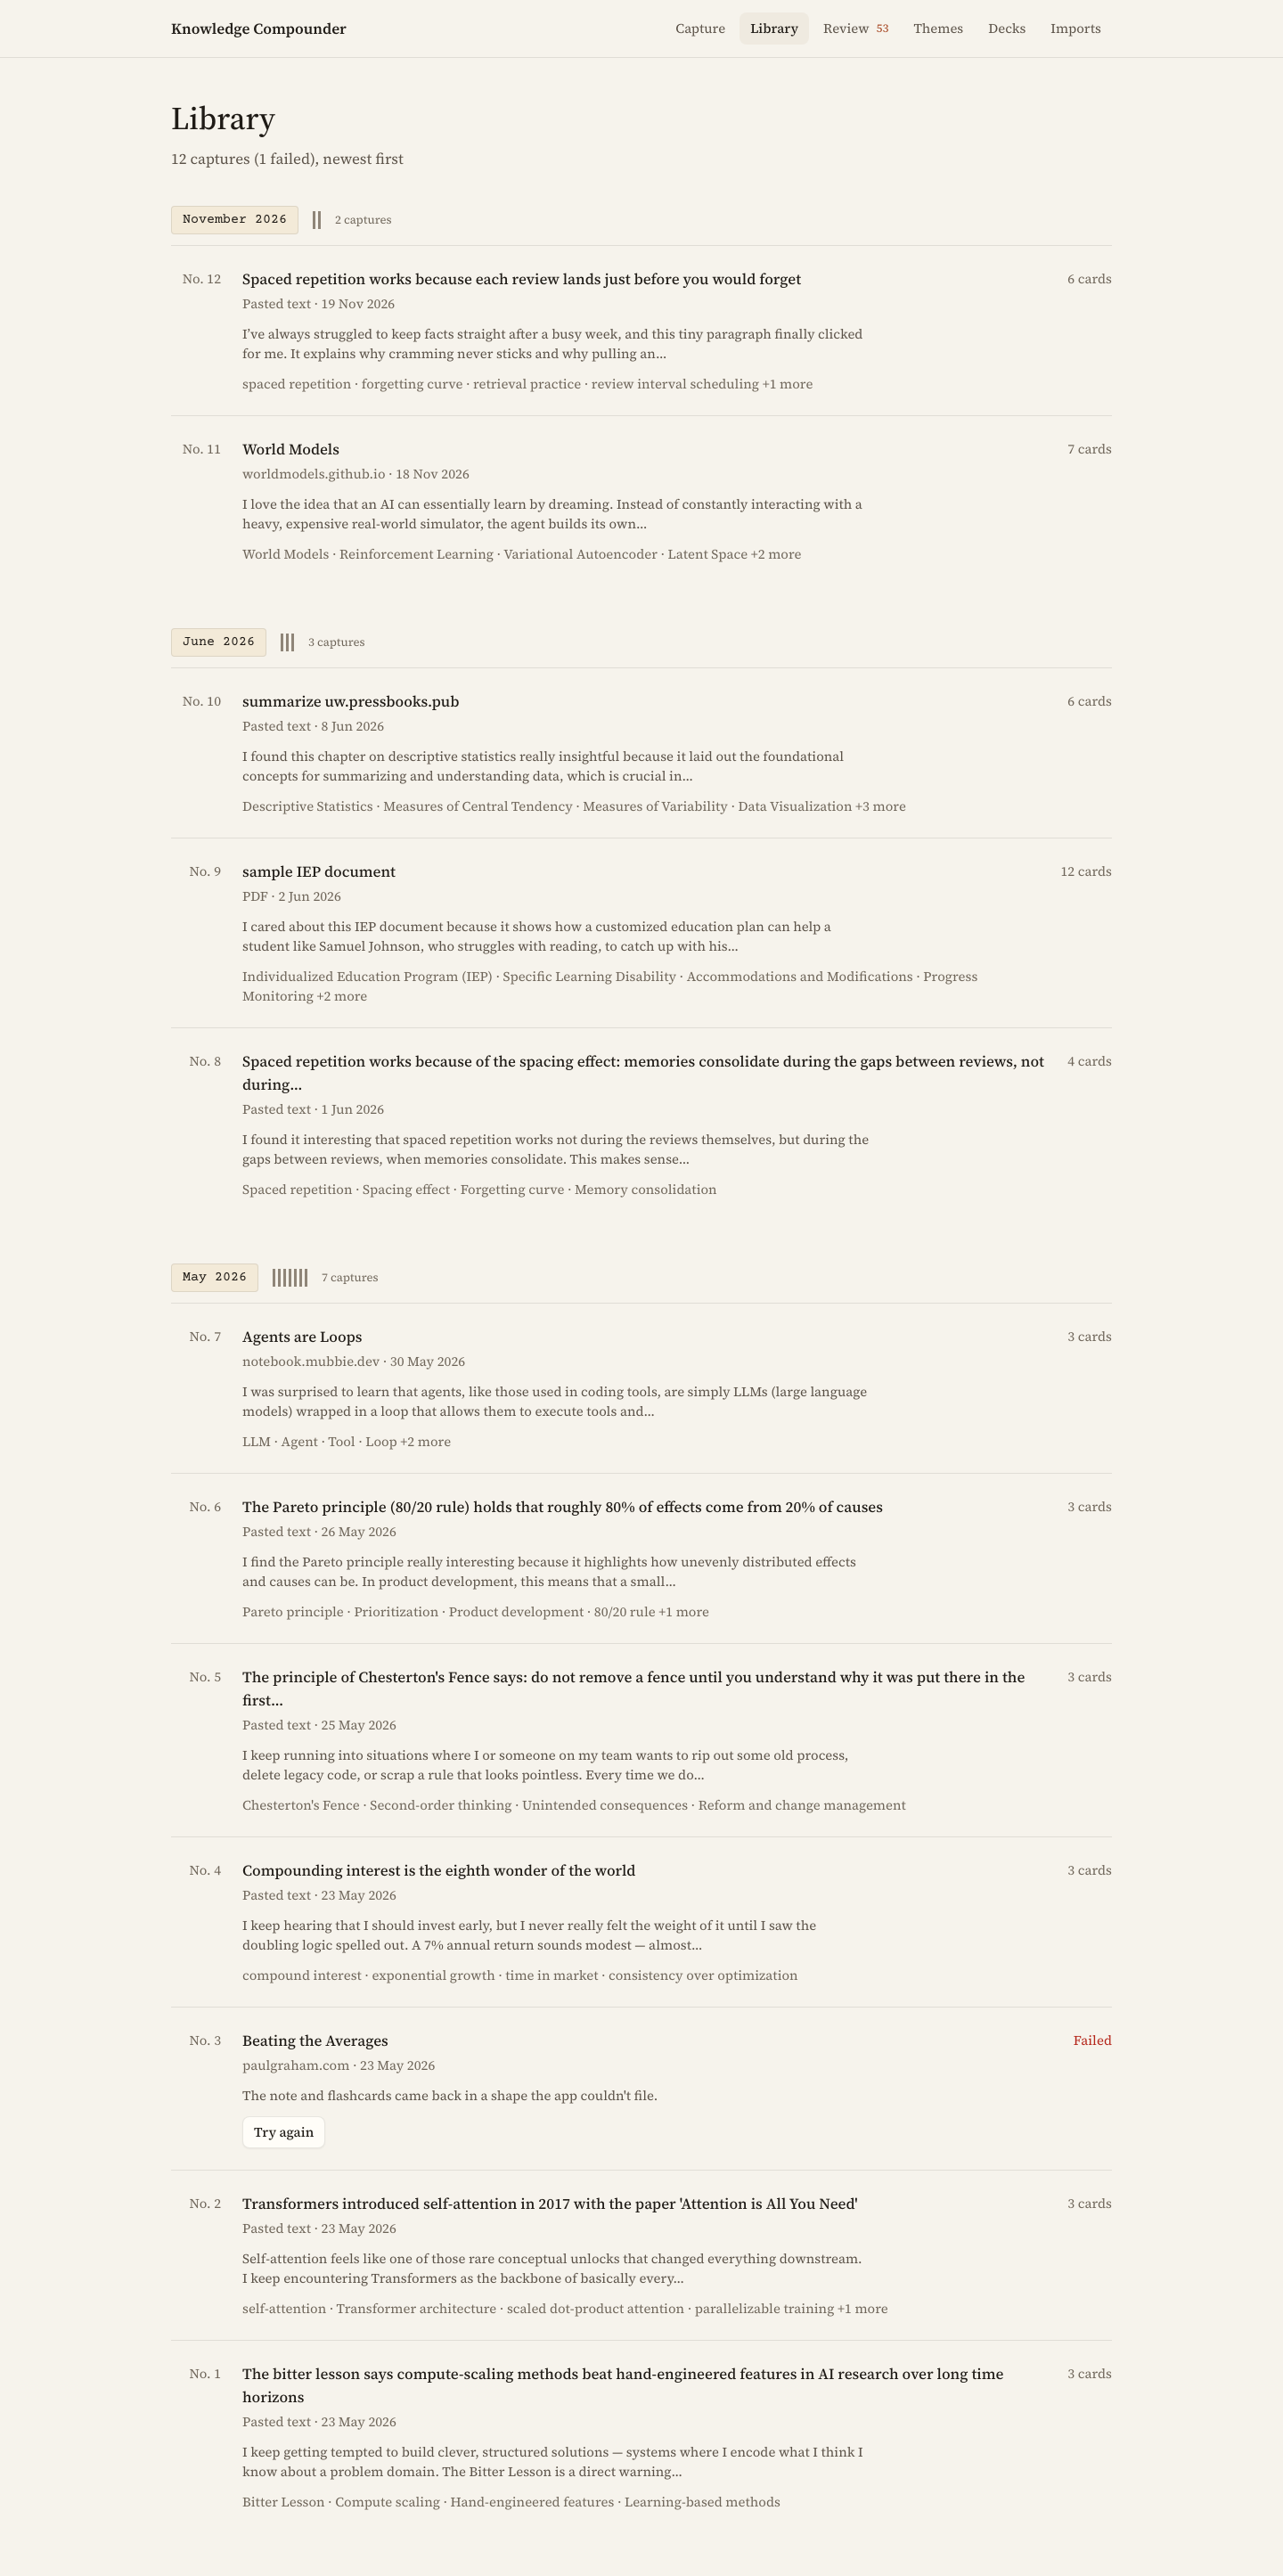 Knowledge Compounder
Capture Library Review 53 Themes Decks Imports
Library
12 captures (1 failed), newest first
November 2026 2 captures
No. 12 Spaced repetition works because each review lands just before you would forget 6 cards
Pasted text · 19 Nov 2026
I’ve always struggled to keep facts straight after a busy week, and this tiny paragraph finally clicked
for me. It explains why cramming never sticks and why pulling an…
spaced repetition · forgetting curve · retrieval practice · review interval scheduling +1 more
No. 11 World Models 7 cards
worldmodels.github.io · 18 Nov 2026
I love the idea that an AI can essentially learn by dreaming. Instead of constantly interacting with a
heavy, expensive real-world simulator, the agent builds its own…
World Models · Reinforcement Learning · Variational Autoencoder · Latent Space +2 more
June 2026 3 captures
No. 10 summarize uw.pressbooks.pub 6 cards
Pasted text · 8 Jun 2026
I found this chapter on descriptive statistics really insightful because it laid out the foundational
concepts for summarizing and understanding data, which is crucial in…
Descriptive Statistics · Measures of Central Tendency · Measures of Variability · Data Visualization +3 more
No. 9 sample IEP document 12 cards
PDF · 2 Jun 2026
I cared about this IEP document because it shows how a customized education plan can help a
student like Samuel Johnson, who struggles with reading, to catch up with his…
Individualized Education Program (IEP) · Specific Learning Disability · Accommodations and Modifications · Progress
Monitoring +2 more
No. 8 Spaced repetition works because of the spacing effect: memories consolidate during the gaps between reviews, not 4 cards
during…
Pasted text · 1 Jun 2026
I found it interesting that spaced repetition works not during the reviews themselves, but during the
gaps between reviews, when memories consolidate. This makes sense…
Spaced repetition · Spacing effect · Forgetting curve · Memory consolidation
May 2026 7 captures
No. 7 Agents are Loops 3 cards
notebook.mubbie.dev · 30 May 2026
I was surprised to learn that agents, like those used in coding tools, are simply LLMs (large language
models) wrapped in a loop that allows them to execute tools and…
LLM · Agent · Tool · Loop +2 more
No. 6 The Pareto principle (80/20 rule) holds that roughly 80% of effects come from 20% of causes 3 cards
Pasted text · 26 May 2026
I find the Pareto principle really interesting because it highlights how unevenly distributed effects
and causes can be. In product development, this means that a small…
Pareto principle · Prioritization · Product development · 80/20 rule +1 more
No. 5 The principle of Chesterton's Fence says: do not remove a fence until you understand why it was put there in the 3 cards
first…
Pasted text · 25 May 2026
I keep running into situations where I or someone on my team wants to rip out some old process,
delete legacy code, or scrap a rule that looks pointless. Every time we do…
Chesterton's Fence · Second-order thinking · Unintended consequences · Reform and change management
No. 4 Compounding interest is the eighth wonder of the world 3 cards
Pasted text · 23 May 2026
I keep hearing that I should invest early, but I never really felt the weight of it until I saw the
doubling logic spelled out. A 7% annual return sounds modest — almost…
compound interest · exponential growth · time in market · consistency over optimization
No. 3 Beating the Averages Failed
paulgraham.com · 23 May 2026
The note and flashcards came back in a shape the app couldn't file.
Try again
No. 2 Transformers introduced self-attention in 2017 with the paper 'Attention is All You Need' 3 cards
Pasted text · 23 May 2026
Self-attention feels like one of those rare conceptual unlocks that changed everything downstream.
I keep encountering Transformers as the backbone of basically every…
self-attention · Transformer architecture · scaled dot-product attention · parallelizable training +1 more
No. 1 The bitter lesson says compute-scaling methods beat hand-engineered features in AI research over long time 3 cards
horizons
Pasted text · 23 May 2026
I keep getting tempted to build clever, structured solutions — systems where I encode what I think I
know about a problem domain. The Bitter Lesson is a direct warning…
Bitter Lesson · Compute scaling · Hand-engineered features · Learning-based methods